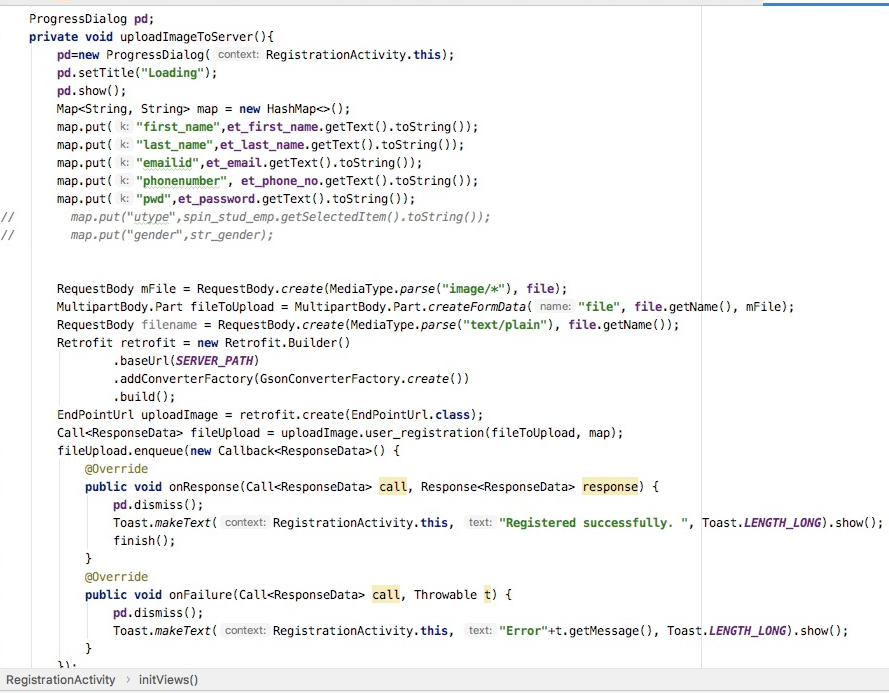 ProgressDialog pd;
private void uploadImageToServer(){
pd=new ProgressDialog( context: RegistrationActivity.this);
pd.setTitle("Loading");
pd.show();
Map<String, String> map = new HashMap<>();
map.put( k: "first_name",et_first_name.getText().toString());
map.put( k: "last_name",et_last_name.getText().toString());
map.put( k: "emailid",et_email.getText().toString());
map.put( k: "phonenumber", et_phone_no.getText().toString());
map.put( k: "pwd",et_password.getText().toString());
// map.put("utype",spin_stud_emp.getSelectedItem().toString());
// map.put("gender",str_gender);
RequestBody mFile = RequestBody.create(MediaType.parse("image/*"), file);
MultipartBody.Part fileToUpload = MultipartBody.Part.createFormData( name: "file", file.getName(), mFile);
RequestBody filename = RequestBody.create(MediaType.parse("text/plain"), file.getName());
Retrofit retrofit = new Retrofit.Builder()
.baseUrl(SERVER_PATH)
.addConverterFactory(GsonConverterFactory.create())
.build();
EndPointUrl uploadImage = retrofit.create(EndPointUrl.class);
Call<ResponseData> fileUpload = uploadImage.user_registration(fileToUpload, map);
fileUpload.enqueue(new Callback<ResponseData>() {
@Override
public void onResponse(Call<ResponseData> call, Response<ResponseData> response) {
pd.dismiss();
Toast.makeText( context: RegistrationActivity.this, text: "Registered successfully. ", Toast.LENGTH_LONG).show();
finish();
}
@Override
public void onFailure(Call<ResponseData> call, Throwable t) {
pd.dismiss();
Toast.makeText( context: RegistrationActivity.this, text: "Error"+t.getMessage(), Toast.LENGTH_LONG).show();
}
});
RegistrationActivity › initViews()